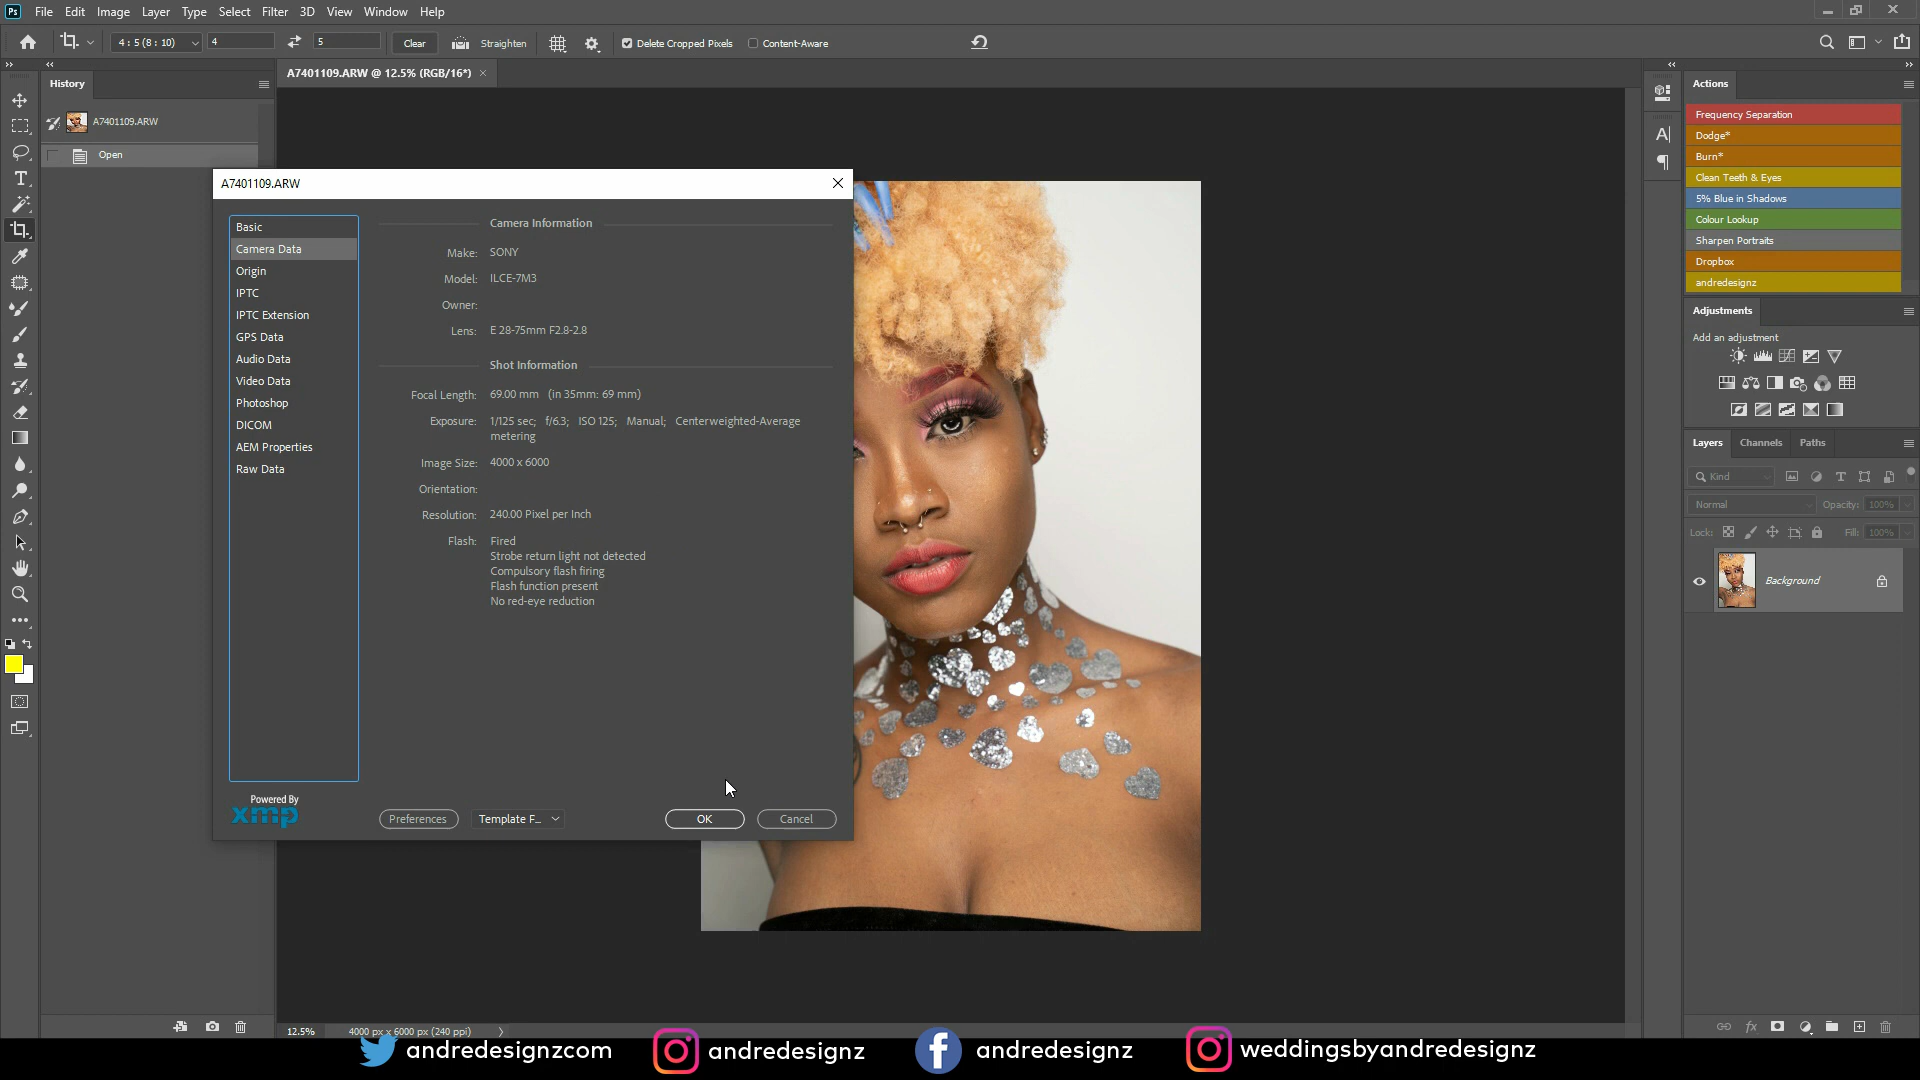 Ps File Edit Image Layer Type Select Filter 3D View Window Help
4 : 5 (8 : 10) 4 5 Clear Straighten Delete Cropped Pixels Content-Aware
History
A7401109.ARW @ 12.5% (RGB/16*) ×
A7401109.ARW
Open
A7401109.ARW
Basic
Camera Data
Origin
IPTC
IPTC Extension
GPS Data
Audio Data
Video Data
Photoshop
DICOM
AEM Properties
Raw Data
Camera Information
Make: SONY
Model: ILCE-7M3
Owner:
Lens: E 28-75mm F2.8-2.8
Shot Information
Focal Length: 69.00 mm (in 35mm: 69 mm)
Exposure: 1/125 sec; f/6.3; ISO 125; Manual; Centerweighted-Average
metering
Image Size: 4000 x 6000
Orientation:
Resolution: 240.00 Pixel per Inch
Flash: Fired
Strobe return light not detected
Compulsory flash firing
Flash function present
No red-eye reduction
Powered By
xmp
Preferences Template F... OK Cancel
Actions
Frequency Separation
Dodge*
Burn*
Clean Teeth & Eyes
5% Blue in Shadows
Colour Lookup
Sharpen Portraits
Dropbox
andredesignz
Adjustments
Add an adjustment
Layers Channels Paths
Kind
Normal Opacity: 100%
Lock: Fill: 100%
Background
fx
12.5% 4000 px x 6000 px (240 ppi)
andredesignzcom andredesignz andredesignz weddingsbyandredesignz